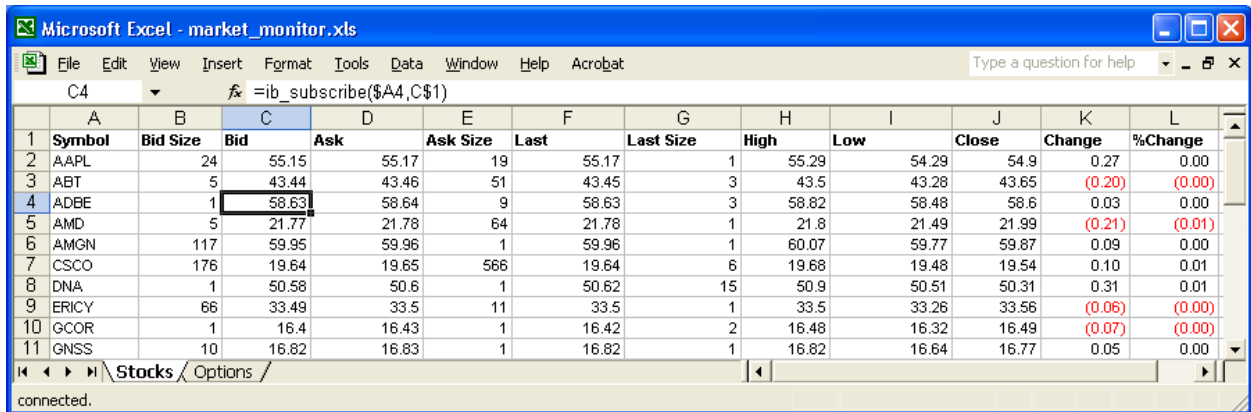 Microsoft Excel - market_monitor.xls
File Edit View Insert Format Tools Data Window Help Acrobat Type a question for help
C4 fx =ib_subscribe($A4,C$1)
A B C D E F G H I J K L
1 Symbol Bid Size Bid Ask Ask Size Last Last Size High Low Close Change %Change
2 AAPL 24 55.15 55.17 19 55.17 1 55.29 54.29 54.9 0.27 0.00
3 ABT 5 43.44 43.46 51 43.45 3 43.5 43.28 43.65 (0.20) (0.00)
4 ADBE 1 58.63 58.64 9 58.63 3 58.82 58.48 58.6 0.03 0.00
5 AMD 5 21.77 21.78 64 21.78 1 21.8 21.49 21.99 (0.21) (0.01)
6 AMGN 117 59.95 59.96 1 59.96 1 60.07 59.77 59.87 0.09 0.00
7 CSCO 176 19.64 19.65 566 19.64 6 19.68 19.48 19.54 0.10 0.01
8 DNA 1 50.58 50.6 1 50.62 15 50.9 50.51 50.31 0.31 0.01
9 ERICY 66 33.49 33.5 11 33.5 1 33.5 33.26 33.56 (0.06) (0.00)
10 GCOR 1 16.4 16.43 1 16.42 2 16.48 16.32 16.49 (0.07) (0.00)
11 GNSS 10 16.82 16.83 1 16.82 1 16.82 16.64 16.77 0.05 0.00
Stocks Options
connected.